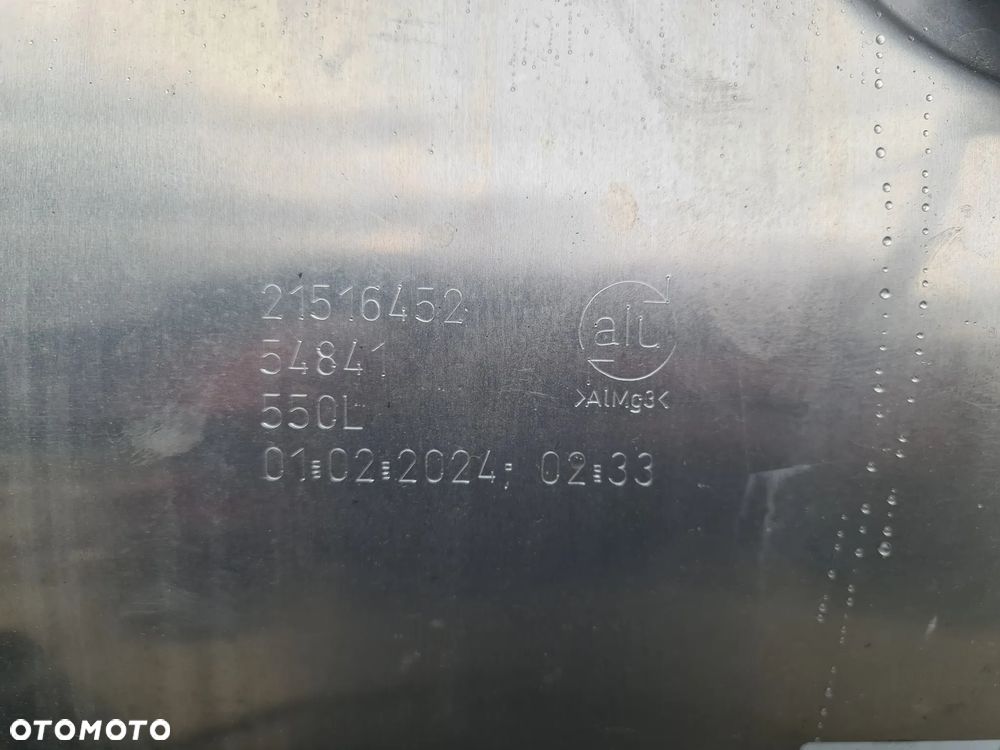 21516452
54841
550L
01:02:2024; 02:33
alu
>AlMg3<
OTOMOTO